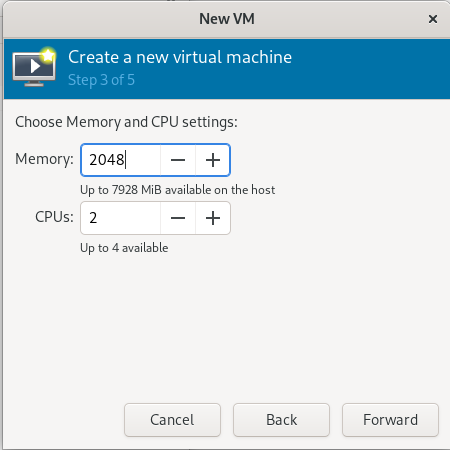 New VM
Create a new virtual machine
Step 3 of 5
Choose Memory and CPU settings:
Memory: 2048
Up to 7928 MiB available on the host
CPUs: 2
Up to 4 available
Cancel Back Forward